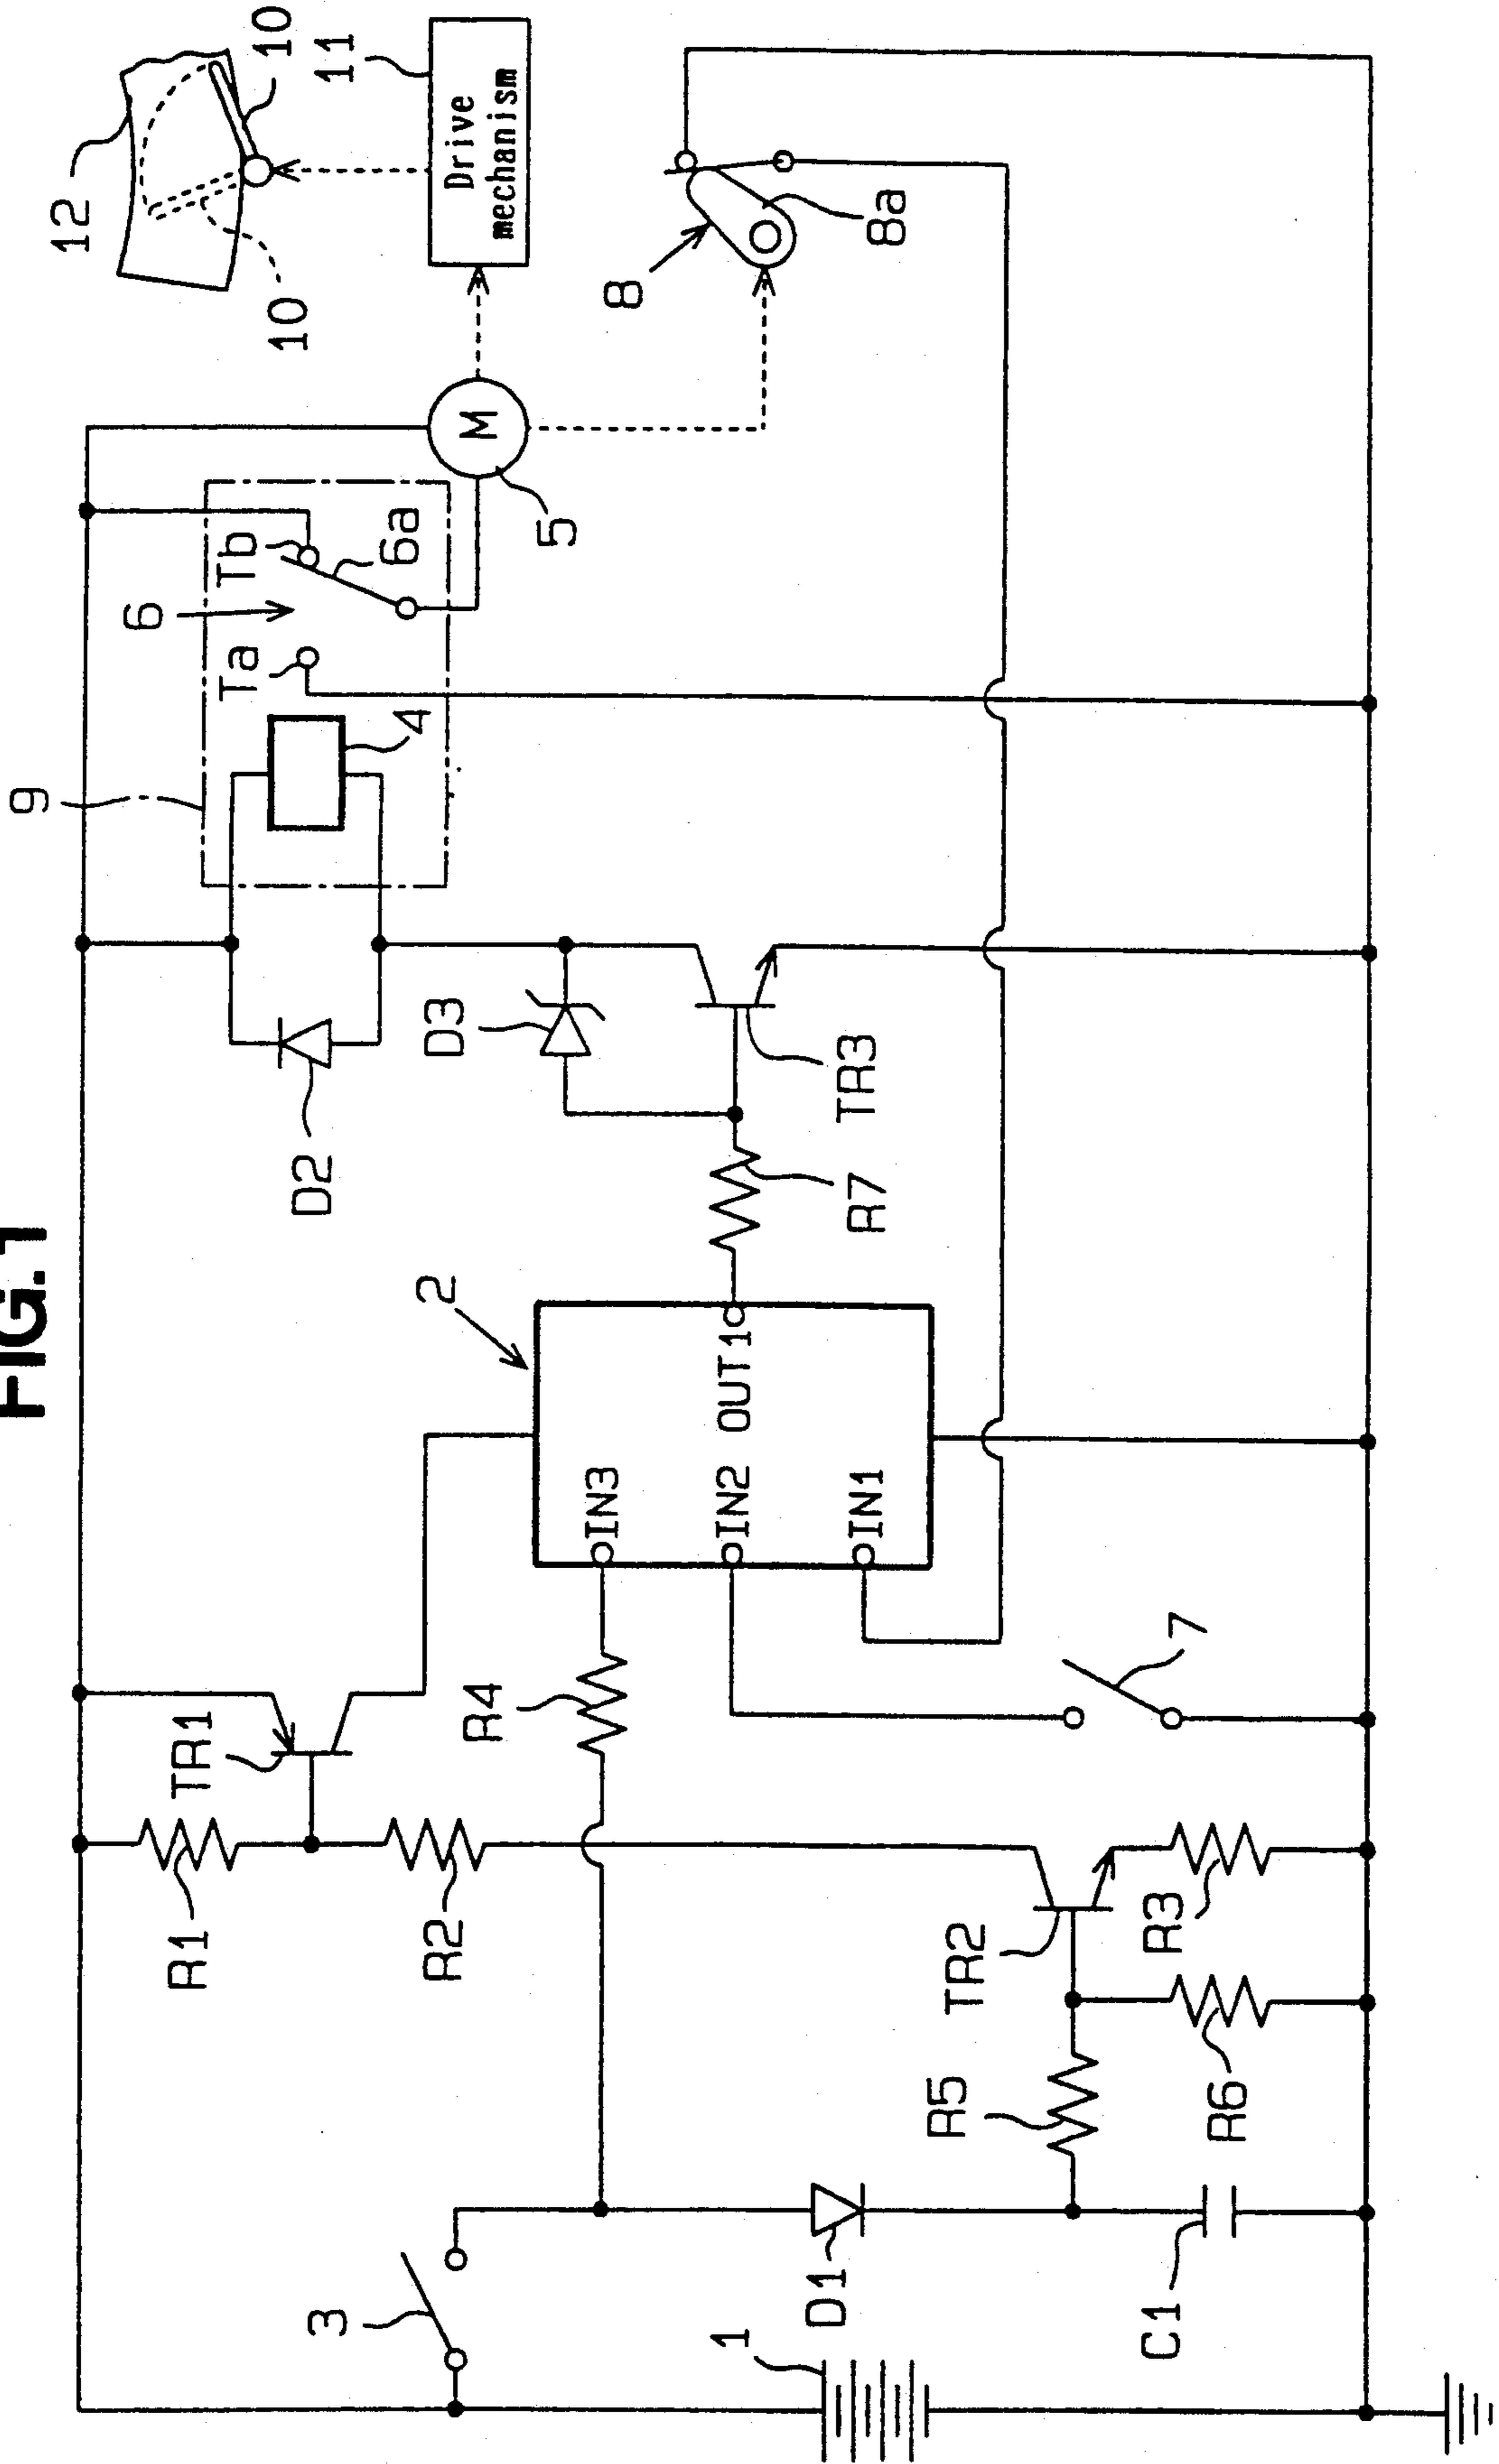 FIG.1
12
10
10
11
Drive
mechanism
9
6
Ta
Tb
6a
4
M
5
8
8a
D2
D3
TR3
R7
2
IN3
IN2
IN1
OUT1
TR1
R1
R2
R4
7
TR2
R3
R5
R6
3
1
D1
C1